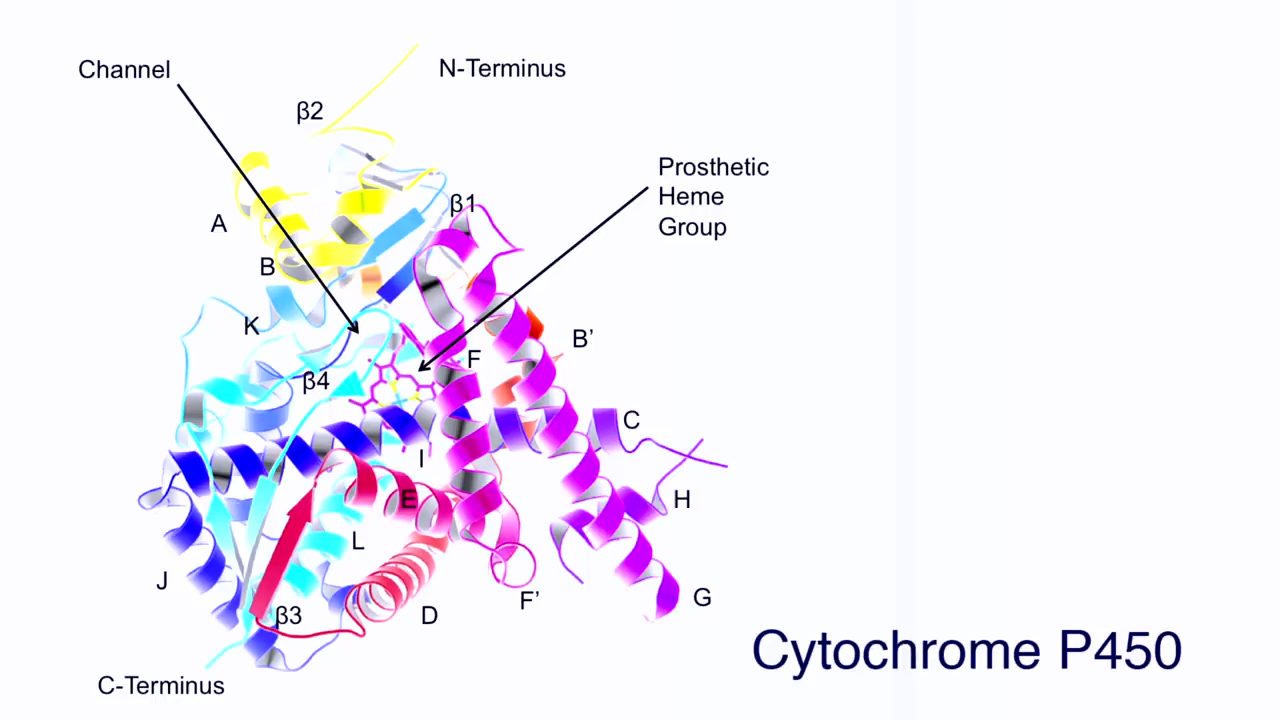 Channel
N-Terminus
β2
Prosthetic
Heme
Group
β1
A
B
K
B’
F
β4
C
I
E
H
L
J
G
F’
D
β3
Cytochrome P450
C-Terminus